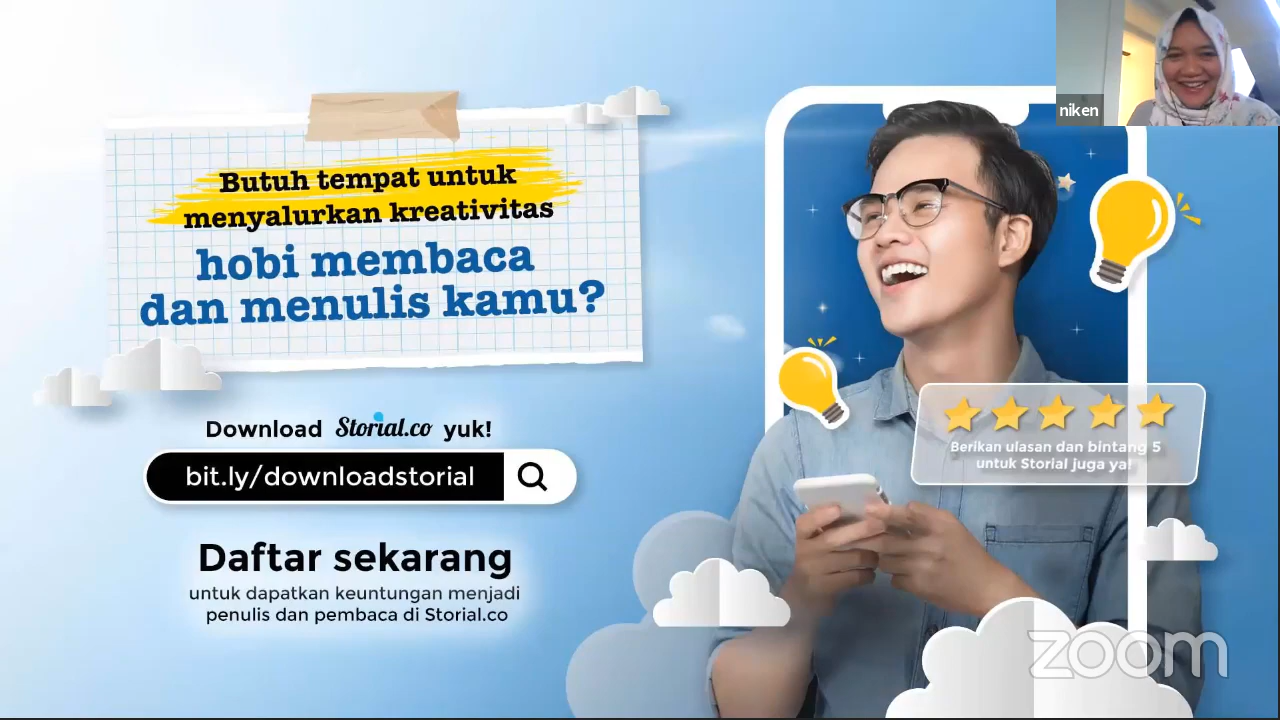 niken
Butuh tempat untuk
menyalurkan kreativitas
hobi membaca
dan menulis kamu?
Download Storial.co yuk!
bit.ly/downloadstorial
Daftar sekarang
untuk dapatkan keuntungan menjadi
penulis dan pembaca di Storial.co
Berikan ulasan dan bintang 5
untuk Storial juga ya!
zoom